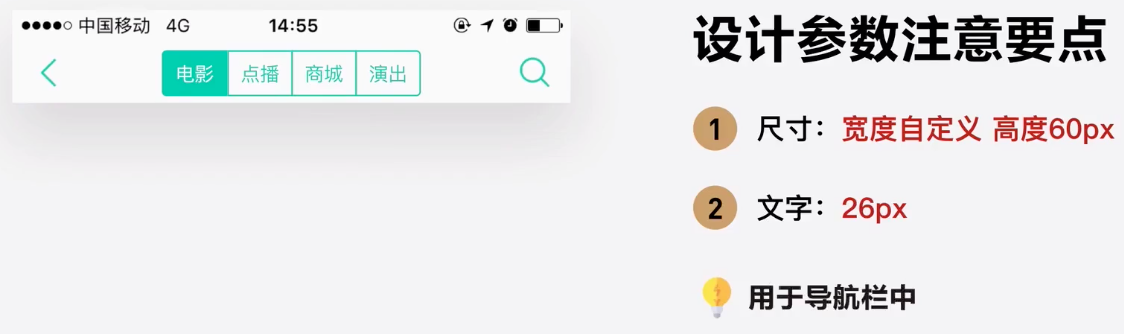 中国移动 4G 14:55
电影 点播 商城 演出
设计参数注意要点
1 尺寸：宽度自定义 高度60px
2 文字：26px
用于导航栏中